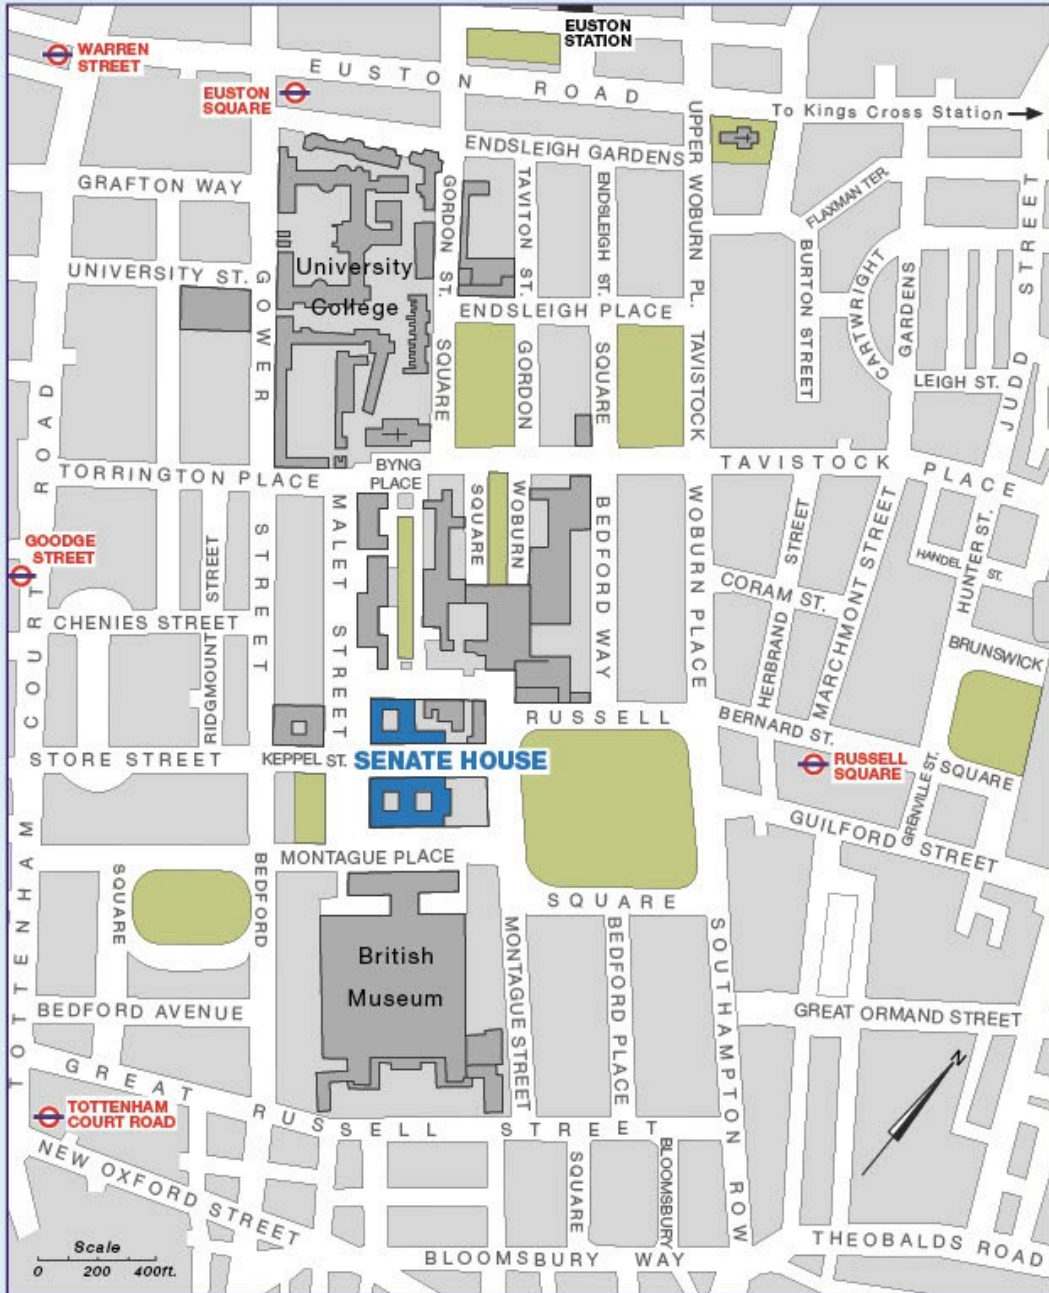 EUSTON
STATION
WARREN
STREET
EUSTON ROAD
EUSTON
SQUARE
To Kings Cross Station
UPPER WOBURN PL.
ENDSLEIGH GARDENS
GRAFTON WAY
GORDON ST.
TAVITON ST.
ENDSLEIGH ST.
FLAXMAN TER.
JUDD STREET
BURTON STREET
CARTWRIGHT
GARDENS
UNIVERSITY ST.
University
College
GOWER
STREET
ENDSLEIGH PLACE
SQUARE
GORDON
SQUARE
TAVISTOCK
LEIGH ST.
TORRINGTON PLACE
BYNG
PLACE
TAVISTOCK PLACE
MALET STREET
SQUARE
WOBURN
BEDFORD WAY
WOBURN PLACE
STREET
HERBRAND
MARCHMONT STREET
HANDEL ST.
HUNTER ST.
GOODGE
STREET
STREET
RIDGMOUNT
CORAM ST.
CHENIES STREET
BRUNSWICK
SQUARE
RUSSELL
BERNARD ST.
STORE STREET
KEPPEL ST.
SENATE HOUSE
RUSSELL
SQUARE
GRENVILLE ST.
GUILFORD STREET
TOTTENHAM COURT ROAD
MONTAGUE PLACE
SQUARE
BEDFORD
SQUARE
British
Museum
MONTAGUE STREET
BEDFORD PLACE
SOUTHAMPTON ROW
BEDFORD AVENUE
GREAT ORMAND STREET
N
GREAT RUSSELL STREET
TOTTENHAM
COURT ROAD
NEW OXFORD STREET
SQUARE
BLOOMSBURY
BLOOMSBURY WAY
THEOBALDS ROAD
Scale
0 200 400ft.